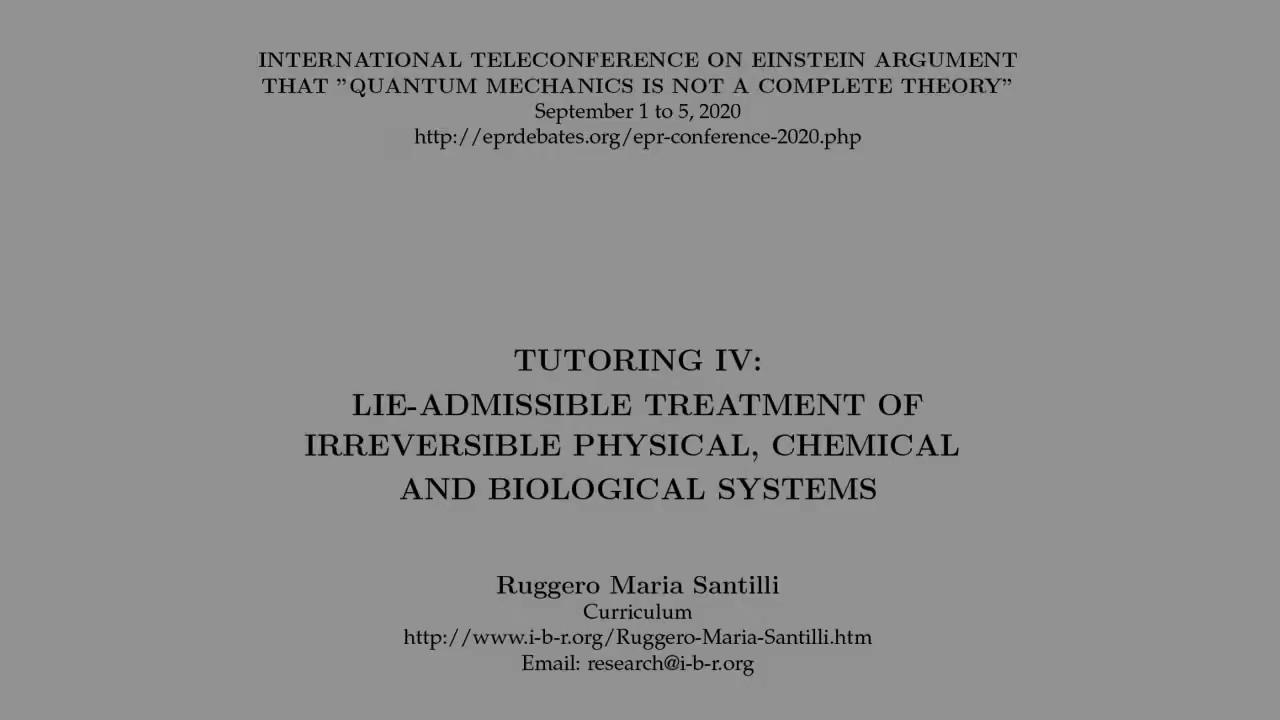 INTERNATIONAL TELECONFERENCE ON EINSTEIN ARGUMENT
THAT ”QUANTUM MECHANICS IS NOT A COMPLETE THEORY”
September 1 to 5, 2020
http://eprdebates.org/epr-conference-2020.php
TUTORING IV:
LIE-ADMISSIBLE TREATMENT OF
IRREVERSIBLE PHYSICAL, CHEMICAL
AND BIOLOGICAL SYSTEMS
Ruggero Maria Santilli
Curriculum
http://www.i-b-r.org/Ruggero-Maria-Santilli.htm
Email: research@i-b-r.org